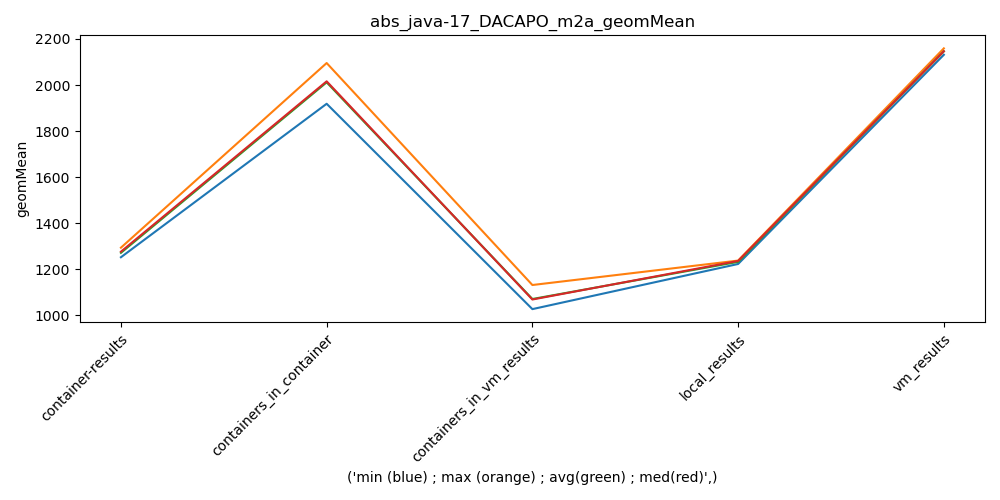 abs_java-17_DACAPO_m2a_geomMean
geomMean
2200
2000
1800
1600
1400
1200
1000
container-results
containers_in_container
containers_in_vm_results
local_results
vm_results
('min (blue) ; max (orange) ; avg(green) ; med(red)',)